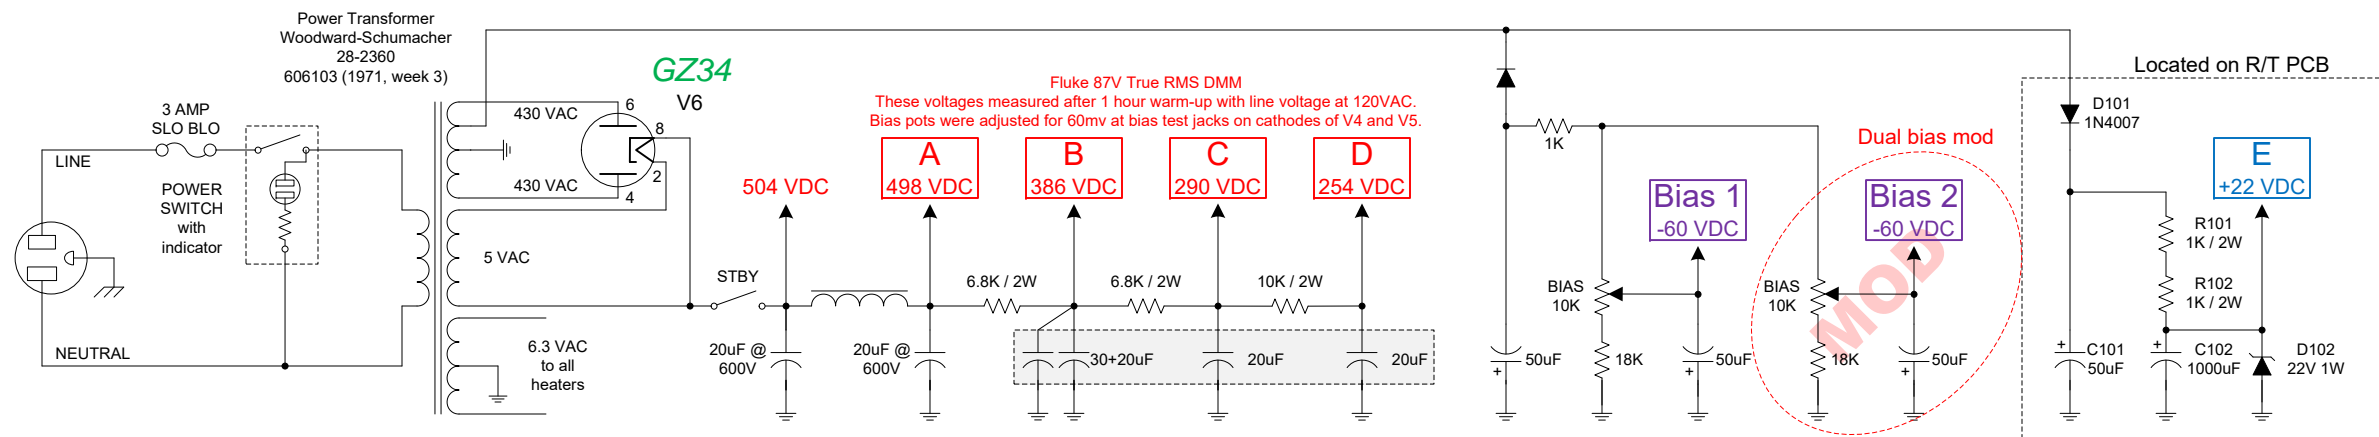 Power Transformer
Woodward-Schumacher
28-2360
606103 (1971, week 3)
3 AMP
SLO BLO
LINE
POWER
SWITCH
with
indicator
NEUTRAL
430 VAC
430 VAC
5 VAC
6.3 VAC
to all
heaters
GZ34
V6
6
8
2
4
STBY
504 VDC
20uF @
600V
20uF @
600V
Fluke 87V True RMS DMM
These voltages measured after 1 hour warm-up with line voltage at 120VAC.
Bias pots were adjusted for 60mv at bias test jacks on cathodes of V4 and V5.
A
498 VDC
B
386 VDC
C
290 VDC
D
254 VDC
6.8K / 2W
6.8K / 2W
10K / 2W
30+20uF
20uF
20uF
1K
50uF
+
BIAS
10K
18K
Bias 1
-60 VDC
50uF
+
Dual bias mod
Bias 2
-60 VDC
BIAS
10K
18K
50uF
+
MOD
Located on R/T PCB
D101
1N4007
E
+22 VDC
R101
1K / 2W
R102
1K / 2W
+
C101
50uF
+
C102
1000uF
D102
22V 1W